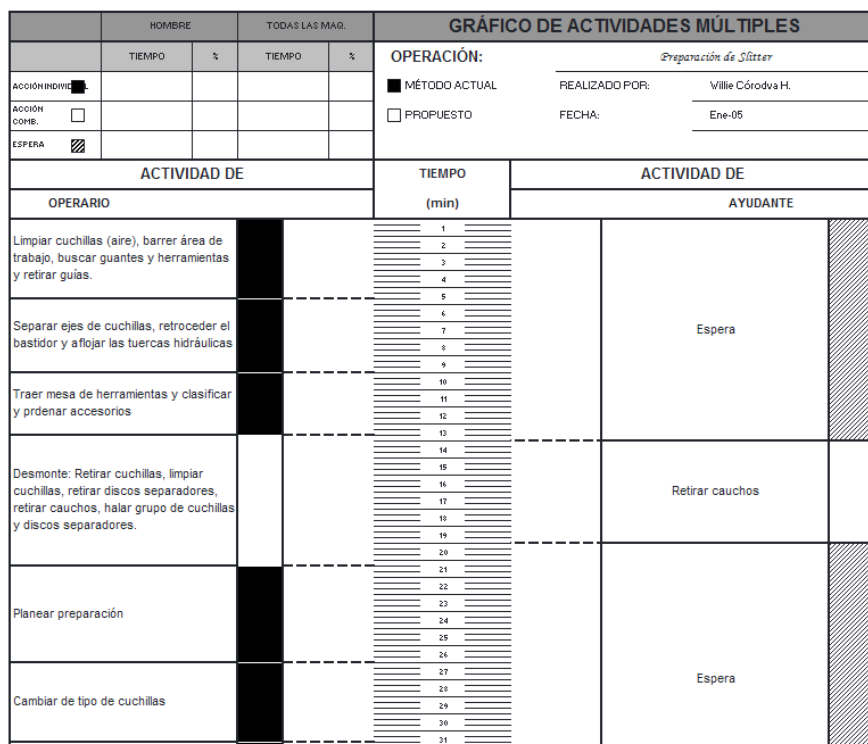 HOMBRE TODAS LAS MAQ. GRÁFICO DE ACTIVIDADES MÚLTIPLES
TIEMPO % TIEMPO % OPERACIÓN: Preparación de Slitter
ACCIÓN INDIVIDUAL MÉTODO ACTUAL REALIZADO POR: Willie Córodva H.
ACCIÓN
COMB. PROPUESTO FECHA: Ene-05
ESPERA
ACTIVIDAD DE TIEMPO ACTIVIDAD DE
OPERARIO (min) AYUDANTE
Limpiar cuchillas (aire), barrer área de
trabajo, buscar guantes y herramientas
y retirar guías.
1
2
3
4
5
Separar ejes de cuchillas, retroceder el
bastidor y aflojar las tuercas hidráulicas
6
7
8
9
Espera
Traer mesa de herramientas y clasificar
y prdenar accesorios
10
11
12
13
Desmonte: Retirar cuchillas, limpiar
cuchillas, retirar discos separadores,
retirar cauchos, halar grupo de cuchillas
y discos separadores.
14
15
16
17
18
19
20
Retirar cauchos
Planear preparación
21
22
23
24
25
26
Cambiar de tipo de cuchillas
27
28
29
30
31
Espera